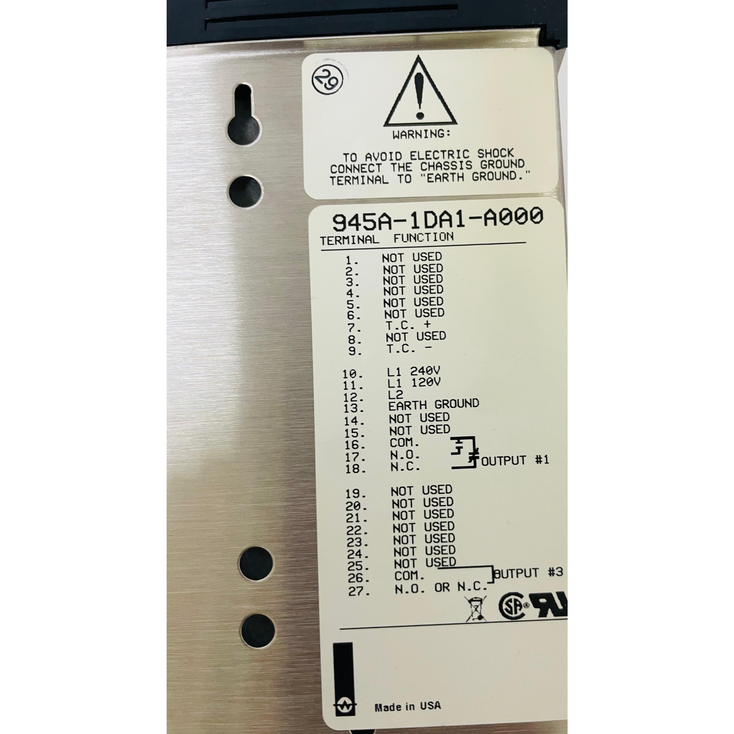 29
WARNING:
TO AVOID ELECTRIC SHOCK
CONNECT THE CHASSIS GROUND
TERMINAL TO "EARTH GROUND."
945A-1DA1-A000
TERMINAL FUNCTION
1. NOT USED
2. NOT USED
3. NOT USED
4. NOT USED
5. NOT USED
6. NOT USED
7. T.C. +
8. NOT USED
9. T.C. -
10. L1 240V
11. L1 120V
12. L2
13. EARTH GROUND
14. NOT USED
15. NOT USED
16. COM.
17. N.O. OUTPUT #1
18. N.C.
19. NOT USED
20. NOT USED
21. NOT USED
22. NOT USED
23. NOT USED
24. NOT USED
25. NOT USED
26. COM. OUTPUT #3
27. N.O. OR N.C.
SA® RU
Made in USA